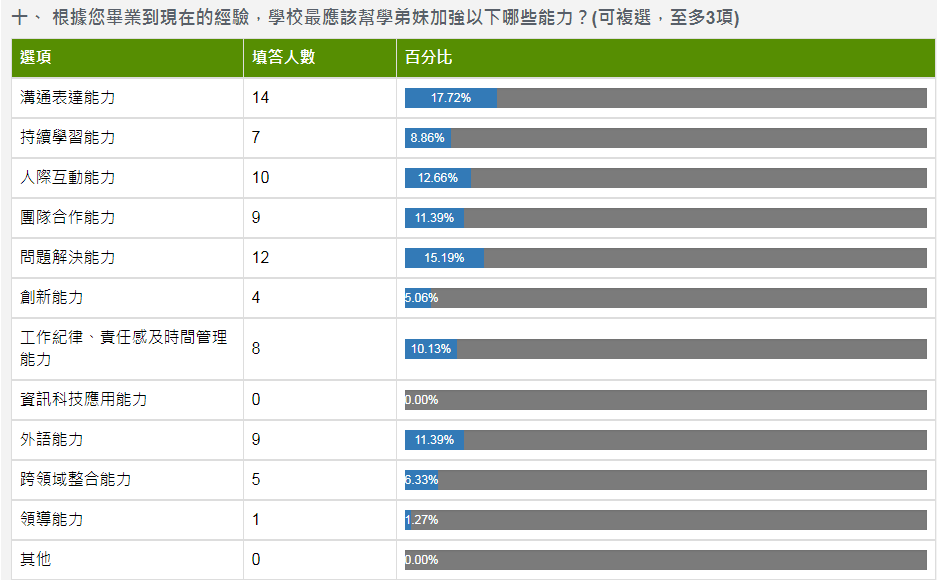 十、 根據您畢業到現在的經驗，學校最應該幫學弟妹加強以下哪些能力？(可複選，至多3項)
選項 填答人數 百分比
溝通表達能力 14 17.72%
持續學習能力 7 8.86%
人際互動能力 10 12.66%
團隊合作能力 9 11.39%
問題解決能力 12 15.19%
創新能力 4 5.06%
工作紀律、責任感及時間管理
能力 8 10.13%
資訊科技應用能力 0 0.00%
外語能力 9 11.39%
跨領域整合能力 5 6.33%
領導能力 1 1.27%
其他 0 0.00%